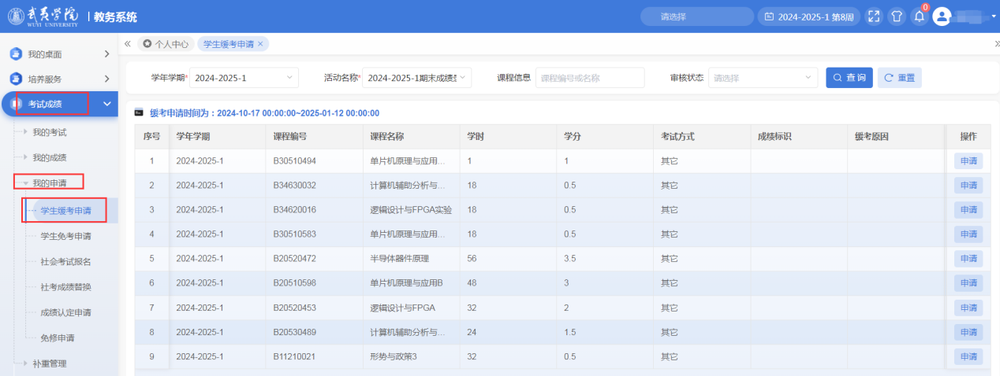 武夷学院
WUYI UNIVERSITY
教务系统
请选择
2024-2025-1 第8周
0
我的桌面
培养服务
考试成绩
我的考试
我的成绩
我的申请
学生缓考申请
学生免考申请
社会考试报名
社考成绩替换
成绩认定申请
免修申请
补重管理
个人中心
学生缓考申请 ×
学年学期* 2024-2025-1 活动名称* 2024-2025-1期末成绩 课程信息 课程编号或名称 审核状态 请选择 查询 重置
缓考申请时间为：2024-10-17 00:00:00~2025-01-12 00:00:00
序号 学年学期 课程编号 课程名称 学时 学分 考试方式 成绩标识 缓考原因 操作
1 2024-2025-1 B30510494 单片机原理与应用... 1 1 其它 申请
2 2024-2025-1 B34630032 计算机辅助分析与... 18 0.5 其它 申请
3 2024-2025-1 B34620016 逻辑设计与FPGA实验 18 0.5 其它 申请
4 2024-2025-1 B30510583 单片机原理与应用... 18 0.5 其它 申请
5 2024-2025-1 B20520472 半导体器件原理 56 3.5 其它 申请
6 2024-2025-1 B20510598 单片机原理与应用B 48 3 其它 申请
7 2024-2025-1 B20520453 逻辑设计与FPGA 32 2 其它 申请
8 2024-2025-1 B20530489 计算机辅助分析与... 24 1.5 其它 申请
9 2024-2025-1 B11210021 形势与政策3 32 0.5 其它 申请